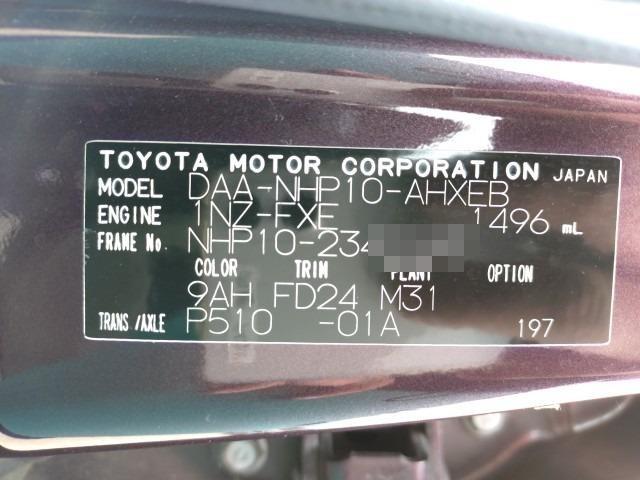 TOYOTA MOTOR CORPORATION JAPAN
MODEL DAA-NHP10-AHXEB
ENGINE 1NZ-FXE 1496 mL
FRAME No. NHP10-234
COLOR TRIM PLANT OPTION
9AH FD24 M31
TRANS/AXLE P510 -01A 197